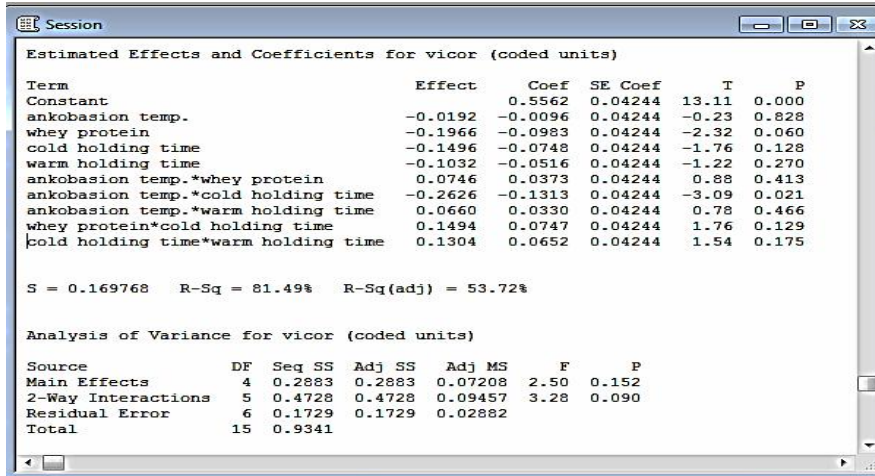 Session
Estimated Effects and Coefficients for vicor (coded units)
Term Effect Coef SE Coef T P
Constant 0.5562 0.04244 13.11 0.000
ankobasion temp. -0.0192 -0.0096 0.04244 -0.23 0.828
whey protein -0.1966 -0.0983 0.04244 -2.32 0.060
cold holding time -0.1496 -0.0748 0.04244 -1.76 0.128
warm holding time -0.1032 -0.0516 0.04244 -1.22 0.270
ankobasion temp.*whey protein 0.0746 0.0373 0.04244 0.88 0.413
ankobasion temp.*cold holding time -0.2626 -0.1313 0.04244 -3.09 0.021
ankobasion temp.*warm holding time 0.0660 0.0330 0.04244 0.78 0.466
whey protein*cold holding time 0.1494 0.0747 0.04244 1.76 0.129
cold holding time*warm holding time 0.1304 0.0652 0.04244 1.54 0.175
S = 0.169768 R-Sq = 81.49% R-Sq(adj) = 53.72%
Analysis of Variance for vicor (coded units)
Source DF Seq SS Adj SS Adj MS F P
Main Effects 4 0.2883 0.2883 0.07208 2.50 0.152
2-Way Interactions 5 0.4728 0.4728 0.09457 3.28 0.090
Residual Error 6 0.1729 0.1729 0.02882
Total 15 0.9341